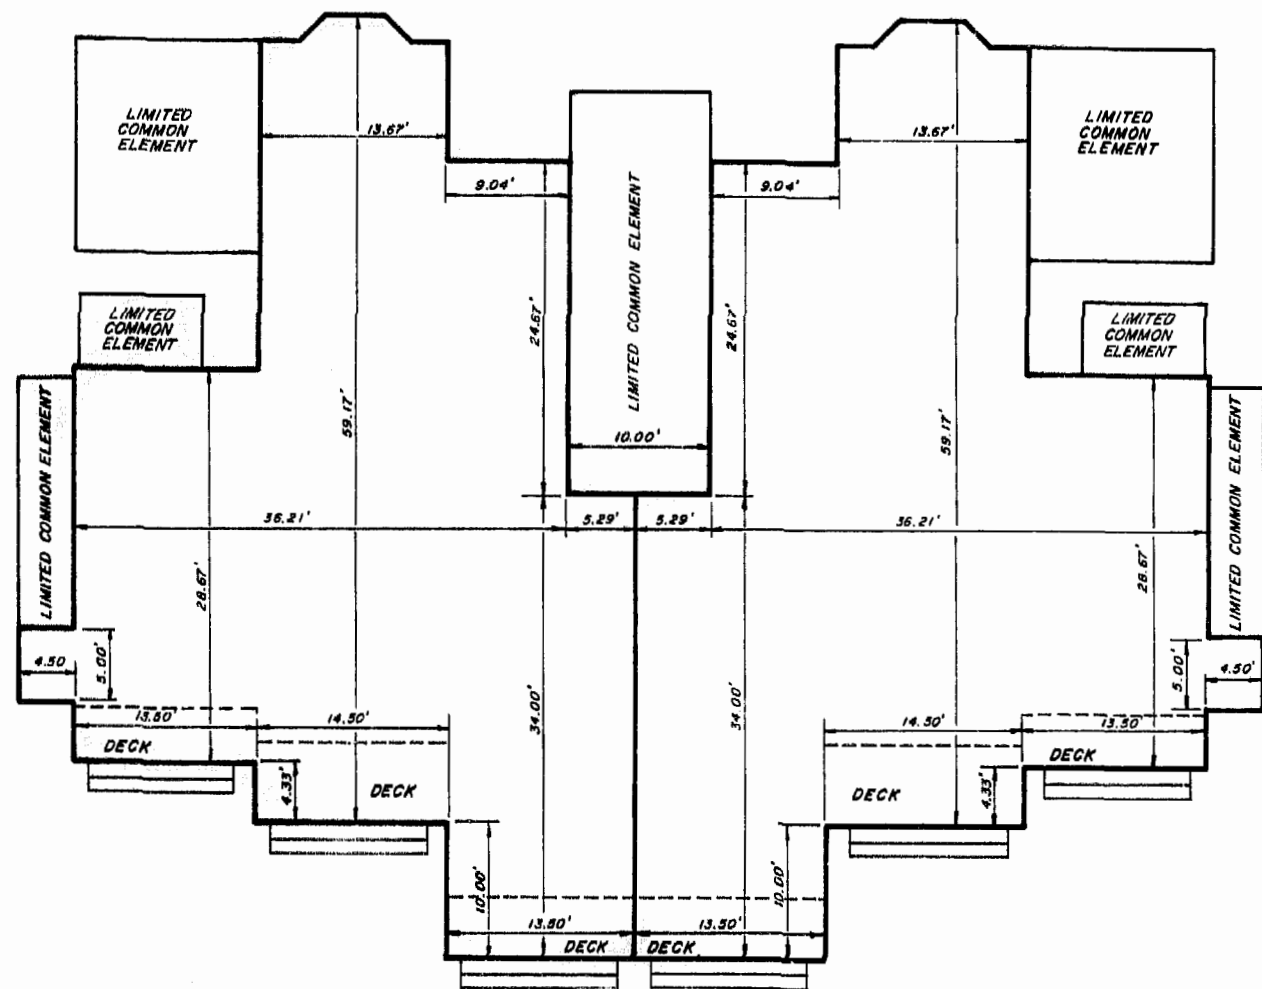 LIMITED
COMMON
ELEMENT
13.67'
9.04'
LIMITED COMMON ELEMENT
9.04'
13.67'
LIMITED
COMMON
ELEMENT
LIMITED
COMMON
ELEMENT
24.67'
24.67'
LIMITED
COMMON
ELEMENT
LIMITED COMMON ELEMENT
59.17'
10.00'
59.17'
LIMITED COMMON ELEMENT
36.21'
5.29'
5.29'
36.21'
28.67'
28.67'
4.50
5.00'
34.00'
34.00'
5.00'
4.50'
13.50'
14.50'
14.50'
13.50'
DECK
4.33'
DECK
DECK
4.33'
DECK
10.00'
10.00'
13.50'
13.50'
DECK
DECK